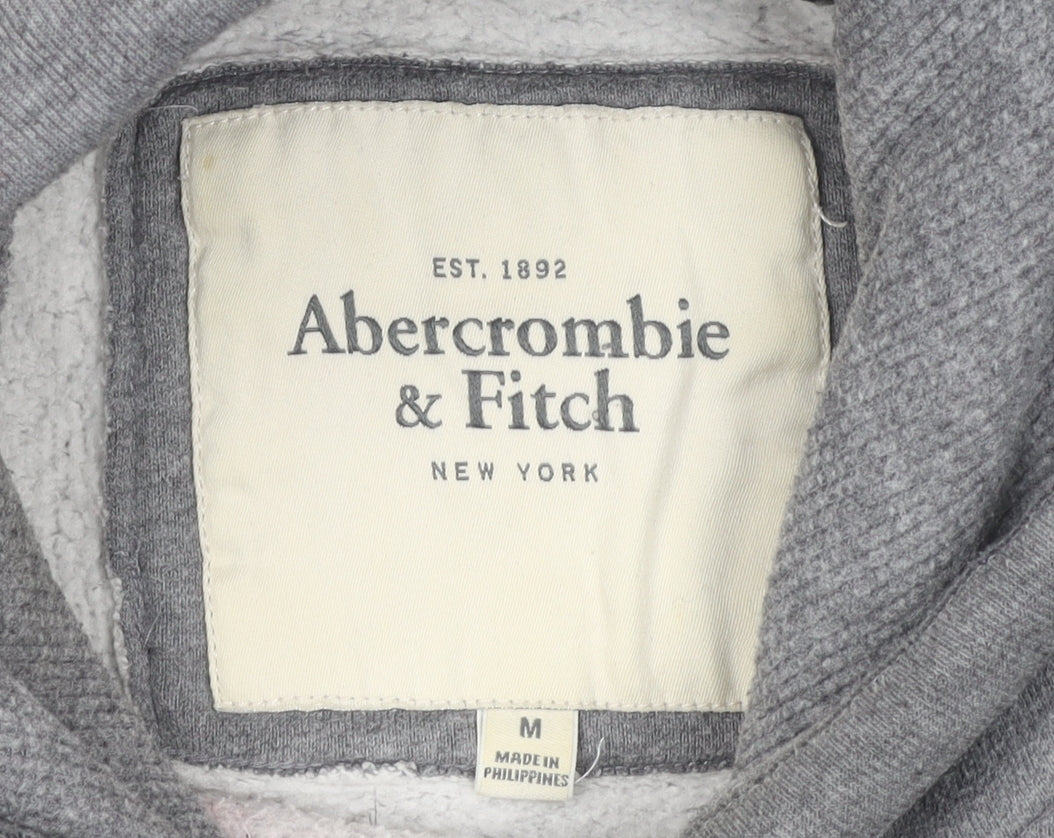 EST. 1892
Abercrombie
& Fitch
NEW YORK
M
MADE IN
PHILIPPINES